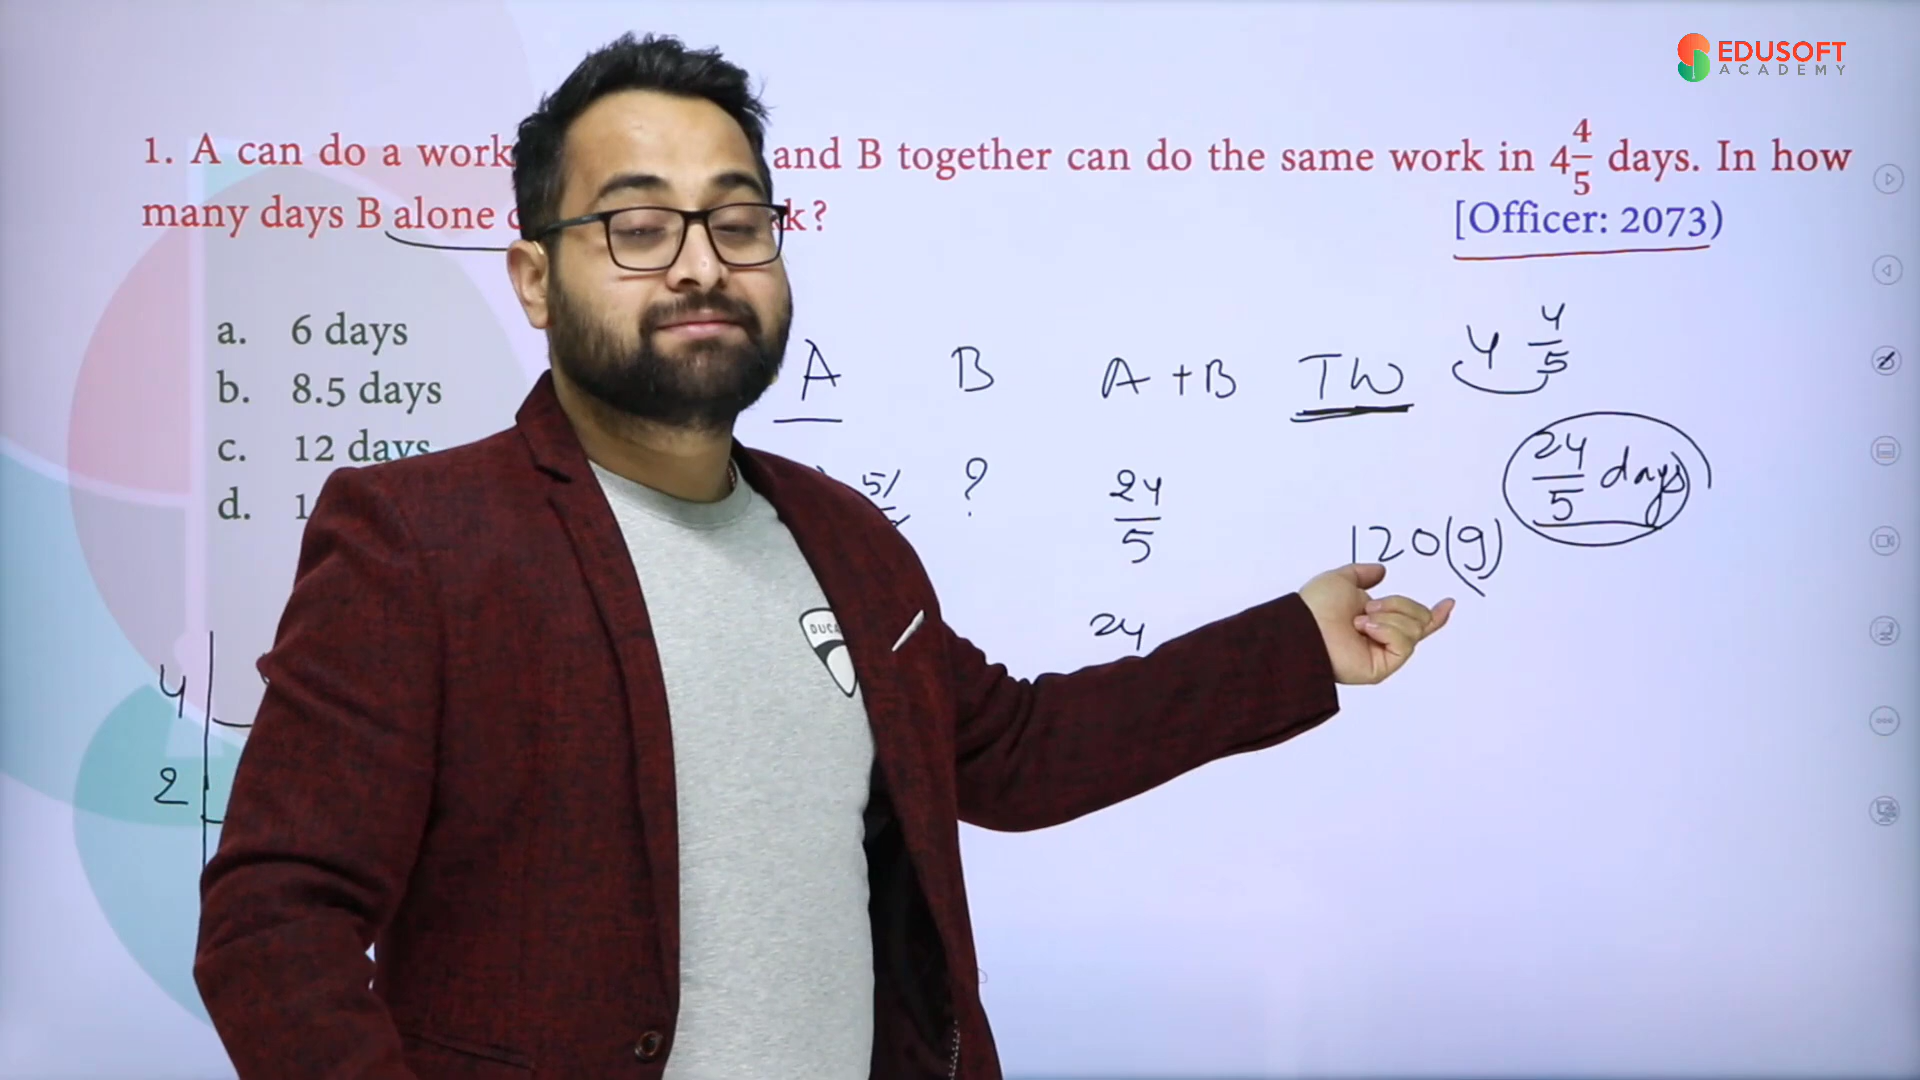 EDUSOFT
ACADEMY
1. A can do a work and B together can do the same work in 4 4/5 days. In how
many days B alone k?
[Officer: 2073)
a. 6 days
b. 8.5 days
c. 12 days
d. 1
A B A+B TW 4 4/5
5/ ? 24/5 24/5 days
120(g)
24
4
2
DUCA